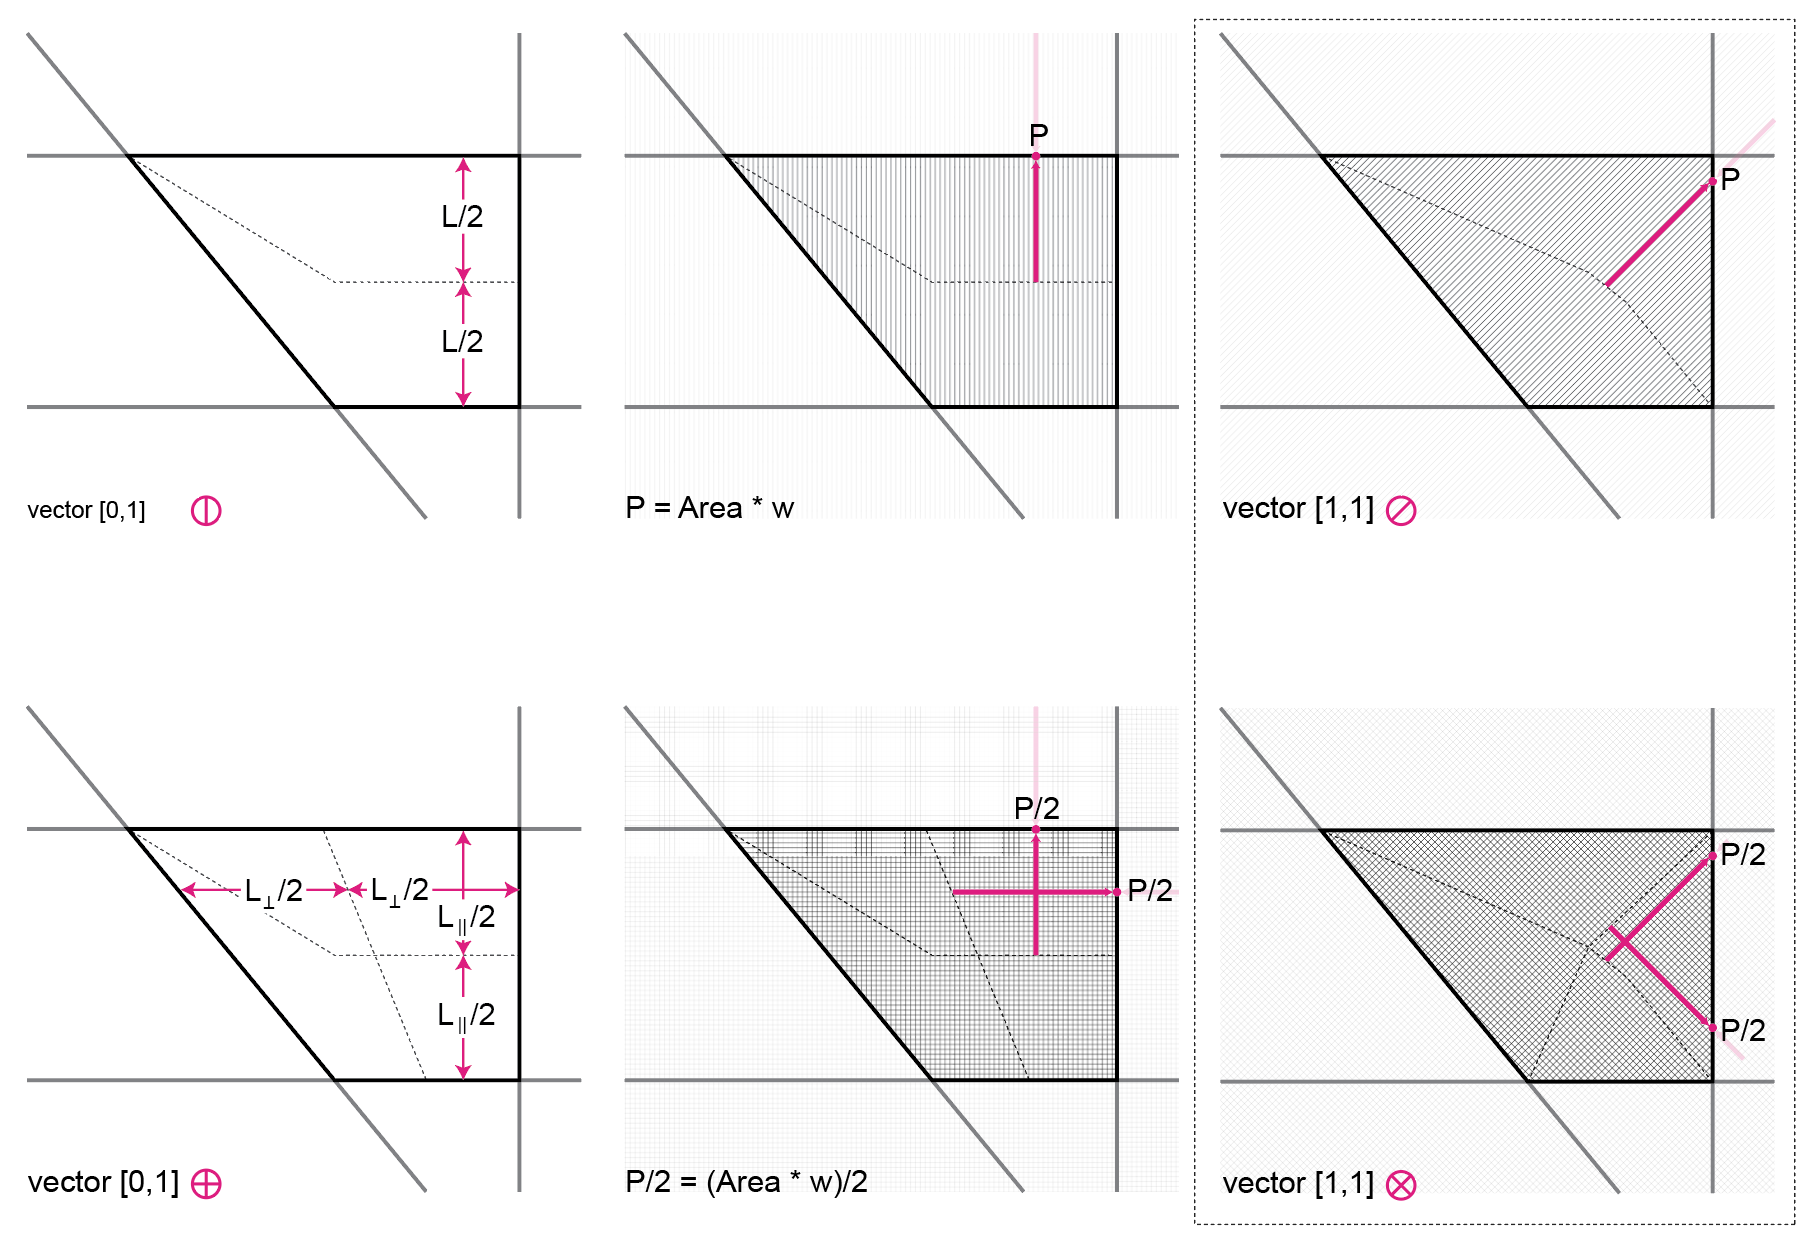 P
P
L/2
L/2
vector [0,1]
P = Area * w
vector [1,1]
P/2
P/2
P/2
L⊥/2
L⊥/2
L∥/2
L∥/2
P/2
vector [0,1]
P/2 = (Area * w)/2
vector [1,1]